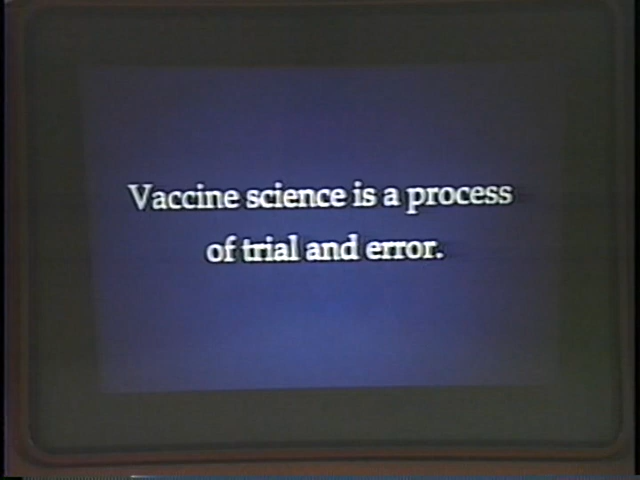 Vaccine science is a process
of trial and error.